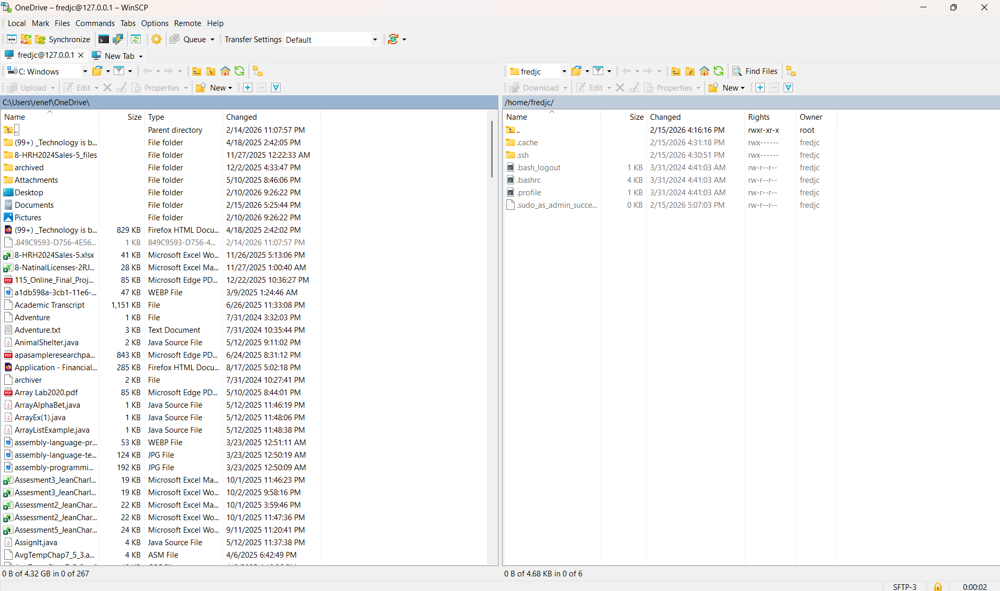 OneDrive – fredjc@127.0.0.1 – WinSCP
Local Mark Files Commands Tabs Options Remote Help
Synchronize Queue Transfer Settings Default
fredjc@127.0.0.1 New Tab
C: Windows
Upload Edit Properties New
C:\Users\renef\OneDrive\
Name Size Type Changed
.. Parent directory 2/14/2026 11:07:57 PM
(99+) _Technology is b... File folder 4/18/2025 2:42:05 PM
8-HRH2024Sales-5_files File folder 11/27/2025 12:22:33 AM
archived File folder 12/2/2025 4:33:47 PM
Attachments File folder 5/10/2025 8:46:06 PM
Desktop File folder 2/10/2026 9:26:22 PM
Documents File folder 2/15/2026 5:25:44 PM
Pictures File folder 2/10/2026 9:26:22 PM
(99+) _Technology is b... 829 KB Firefox HTML Docu... 4/18/2025 2:42:02 PM
.849C9593-D756-4E56... 1 KB 849C9593-D756-4... 2/14/2026 11:07:57 PM
8-HRH2024Sales-5.xlsx 41 KB Microsoft Excel Wo... 11/26/2025 5:13:06 PM
8-NatinalLicenses-2RJ... 28 KB Microsoft Excel Ma... 11/27/2025 1:00:40 AM
115_Online_Final_Proj... 85 KB Microsoft Edge PD... 12/22/2025 10:36:27 PM
a1db598a-3cb1-11e6-... 47 KB WEBP File 3/9/2025 1:24:46 AM
Academic Transcript 1,151 KB File 6/26/2025 11:33:08 PM
Adventure 1 KB File 7/31/2024 3:32:03 PM
Adventure.txt 3 KB Text Document 7/31/2024 10:35:44 PM
AnimalShelter.java 2 KB Java Source File 5/12/2025 9:11:02 PM
apasampleresearchpa... 843 KB Microsoft Edge PD... 6/24/2025 8:31:12 PM
Application - Financial... 285 KB Firefox HTML Docu... 8/17/2025 5:02:18 PM
archiver 2 KB File 7/31/2024 10:27:41 PM
Array Lab2020.pdf 85 KB Microsoft Edge PD... 5/10/2025 8:44:01 PM
ArrayAlphaBet.java 1 KB Java Source File 5/12/2025 11:46:19 PM
ArrayEx(1).java 1 KB Java Source File 5/12/2025 11:48:06 PM
ArrayListExample.java 1 KB Java Source File 5/12/2025 11:48:38 PM
assembly-language-pr... 53 KB WEBP File 3/23/2025 12:51:11 AM
assembly-language-te... 124 KB JPG File 3/23/2025 12:50:19 AM
assembly-programmi... 192 KB JPG File 3/23/2025 12:50:09 AM
Assesment3_JeanCharl... 19 KB Microsoft Excel Ma... 10/1/2025 11:46:23 PM
Assesment3_JeanCharl... 19 KB Microsoft Excel Wo... 10/2/2025 9:58:16 PM
Assessment2_JeanChar... 22 KB Microsoft Excel Ma... 10/1/2025 3:59:46 PM
Assessment2_JeanChar... 22 KB Microsoft Excel Wo... 10/1/2025 11:47:36 PM
Assessment5_JeanChar... 24 KB Microsoft Excel Wo... 9/11/2025 11:20:41 PM
AssignIt.java 4 KB Java Source File 5/12/2025 11:37:38 PM
AvgTempChap7_5_3.a... 4 KB ASM File 4/6/2025 6:42:49 PM
0 B of 4.32 GB in 0 of 267
fredjc Find Files
Download Edit Properties New
/home/fredjc/
Name Size Changed Rights Owner
.. 2/15/2026 4:16:16 PM rwxr-xr-x root
.cache 2/15/2026 4:31:18 PM rwx------ fredjc
.ssh 2/15/2026 4:30:51 PM rwx------ fredjc
.bash_logout 1 KB 3/31/2024 4:41:03 AM rw-r--r-- fredjc
.bashrc 4 KB 3/31/2024 4:41:03 AM rw-r--r-- fredjc
.profile 1 KB 3/31/2024 4:41:03 AM rw-r--r-- fredjc
.sudo_as_admin_succe... 0 KB 2/15/2026 5:07:03 PM rw-r--r-- fredjc
0 B of 4.68 KB in 0 of 6
SFTP-3 0:00:02